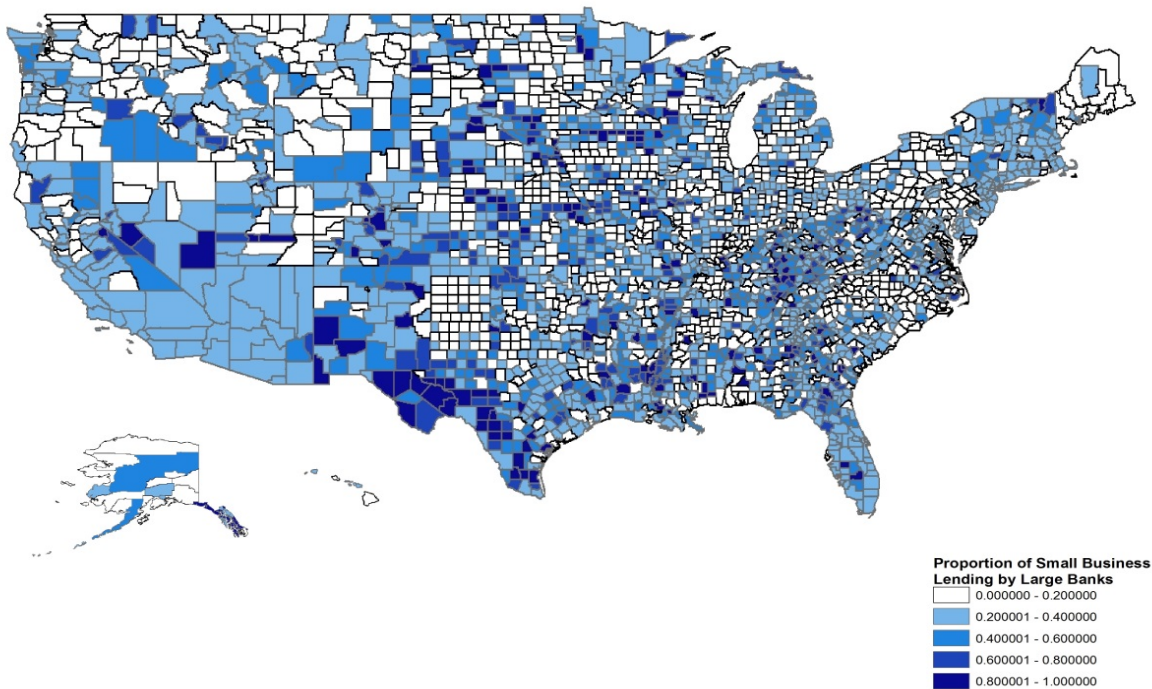 Proportion of Small Business
Lending by Large Banks
0.000000 - 0.200000
0.200001 - 0.400000
0.400001 - 0.600000
0.600001 - 0.800000
0.800001 - 1.000000